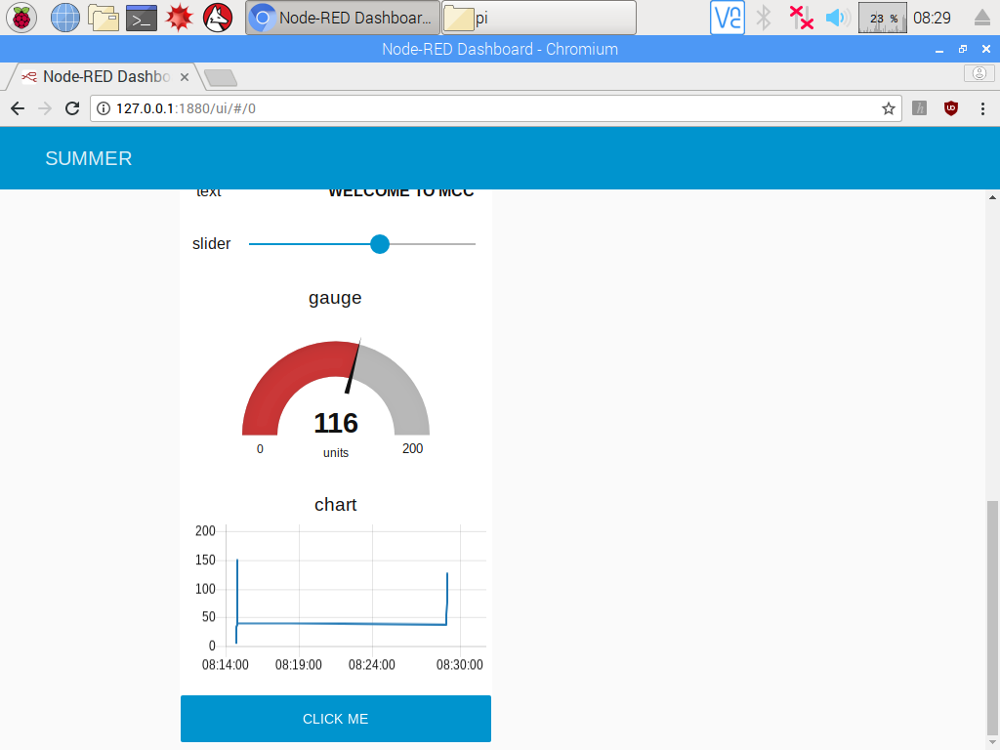 Node-RED Dashboar...
pi
23 %
08:29
Node-RED Dashboard - Chromium
Node-RED Dashbo
127.0.0.1:1880/ui/#/0
SUMMER
text WELCOME TO MCC
slider
gauge
116
0 units 200
chart
200
150
100
50
0
08:14:00 08:19:00 08:24:00 08:30:00
CLICK ME